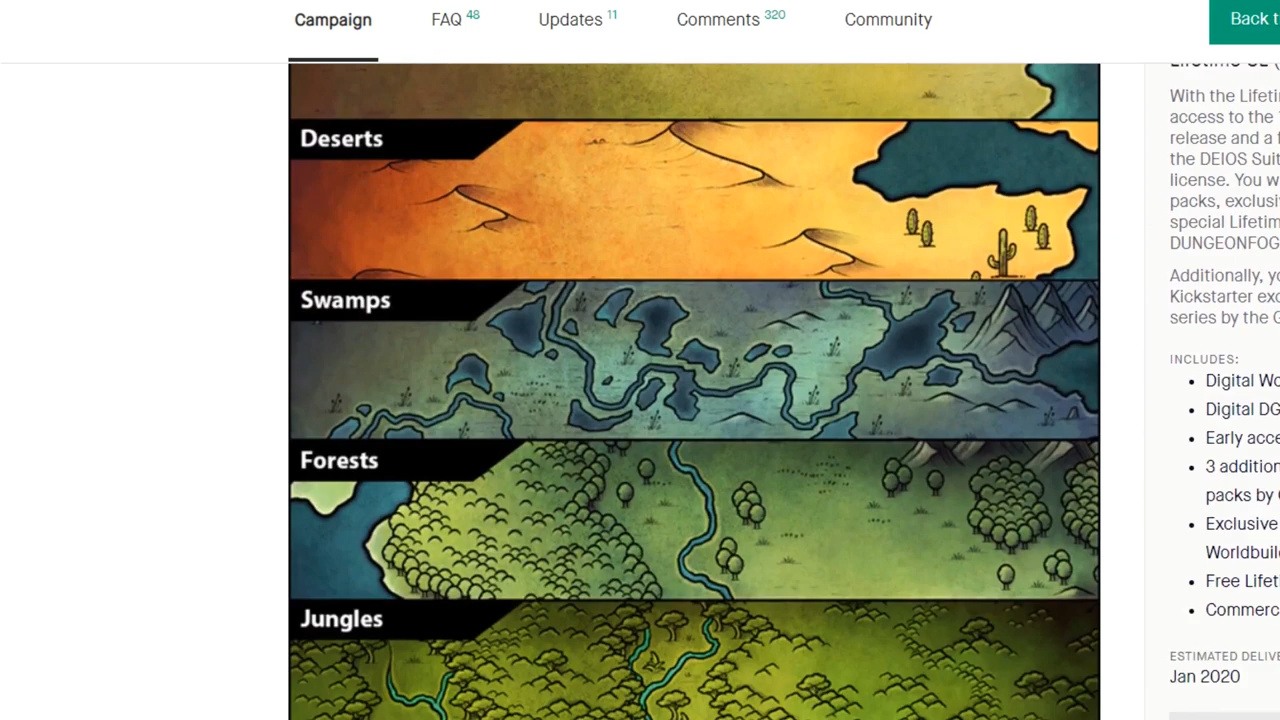 Campaign
FAQ 48
Updates 11
Comments 320
Community
Back t
Deserts
Swamps
Forests
Jungles
With the Lifeti
access to the
release and a
the DEIOS Suit
license. You w
packs, exclusi
special Lifetim
DUNGEONFOG
Additionally, yo
Kickstarter exc
series by the G
INCLUDES:
Digital Wo
Digital DG
Early acce
3 addition
packs by
Exclusive
Worldbuil
Free Lifet
Commerc
ESTIMATED DELIVE
Jan 2020